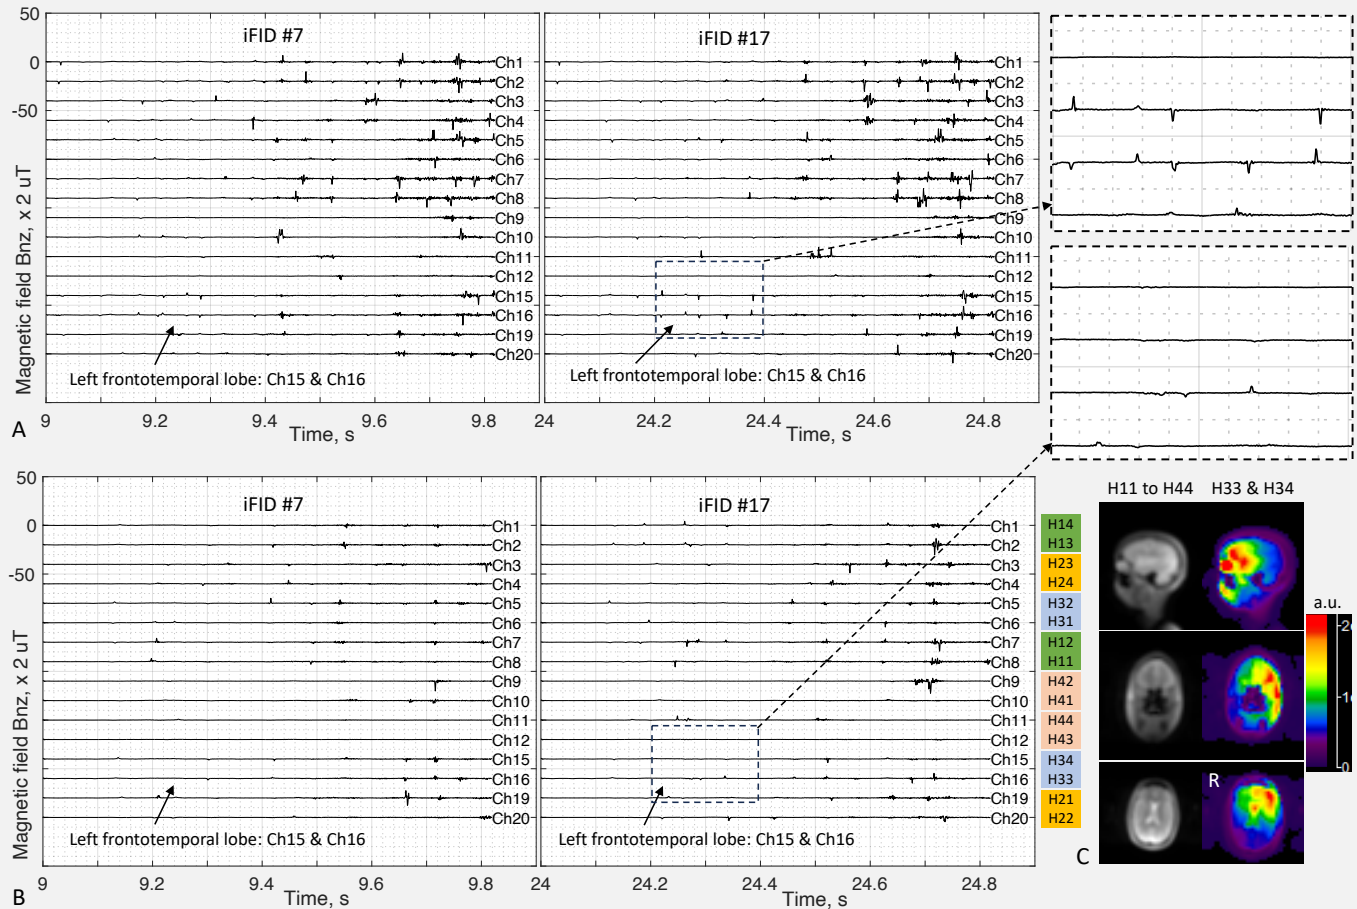 50
0
-50
Magnetic field Bnz, x 2 uT
iFID #7
Ch1
Ch2
Ch3
Ch4
Ch5
Ch6
Ch7
Ch8
Ch9
Ch10
Ch11
Ch12
Ch15
Ch16
Ch19
Ch20
Left frontotemporal lobe: Ch15 & Ch16
9 9.2 9.4 9.6 9.8
Time, s
A
iFID #17
Ch1
Ch2
Ch3
Ch4
Ch5
Ch6
Ch7
Ch8
Ch9
Ch10
Ch11
Ch12
Ch15
Ch16
Ch19
Ch20
Left frontotemporal lobe: Ch15 & Ch16
24 24.2 24.4 24.6 24.8
Time, s
50
0
-50
Magnetic field Bnz, x 2 uT
iFID #7
Ch1
Ch2
Ch3
Ch4
Ch5
Ch6
Ch7
Ch8
Ch9
Ch10
Ch11
Ch12
Ch15
Ch16
Ch19
Ch20
Left frontotemporal lobe: Ch15 & Ch16
9 9.2 9.4 9.6 9.8
Time, s
B
iFID #17
Ch1
Ch2
Ch3
Ch4
Ch5
Ch6
Ch7
Ch8
Ch9
Ch10
Ch11
Ch12
Ch15
Ch16
Ch19
Ch20
Left frontotemporal lobe: Ch15 & Ch16
24 24.2 24.4 24.6 24.8
Time, s
H14
H13
H23
H24
H32
H31
H12
H11
H42
H41
H44
H43
H34
H33
H21
H22
H11 to H44 H33 & H34
a.u.
10
0
R
C